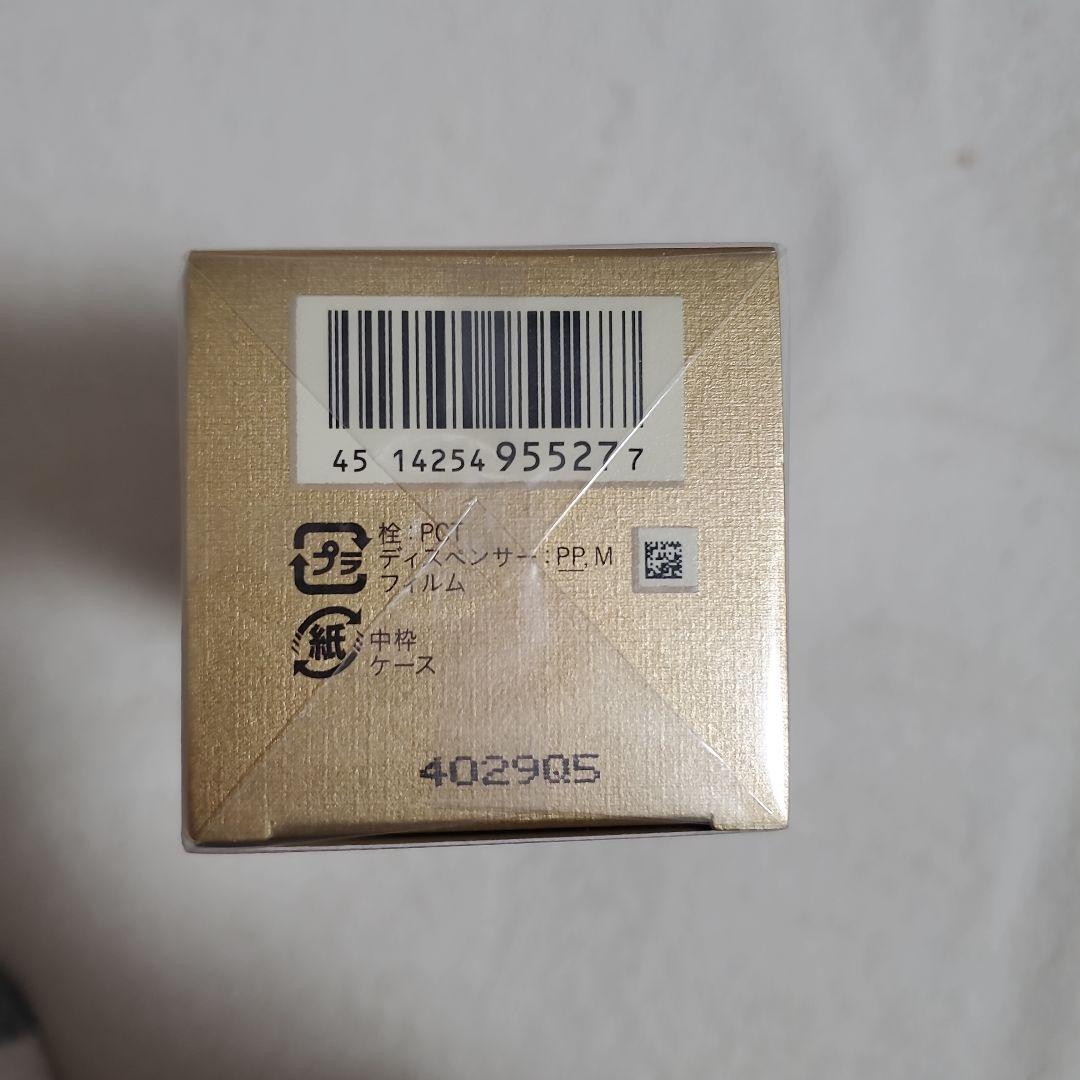 45 14254 95527 7
プラ
栓：PCT
ディスペンサー：PP, M
フィルム
紙
中枠
ケース
4029Q5